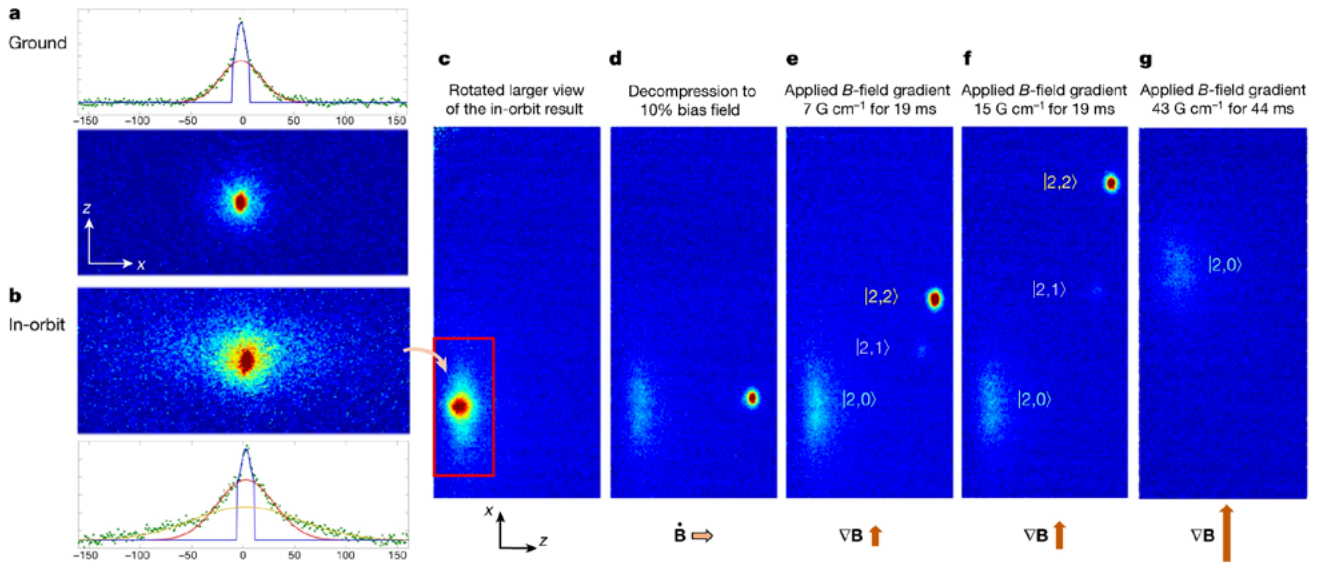 a
Ground
−150 −100 −50 0 50 100 150
z
x
b
In-orbit
−150 −100 −50 0 50 100 150
c
Rotated larger view
of the in-orbit result
x
z
d
Decompression to
10% bias field
Ḃ
e
Applied B-field gradient
7 G cm⁻¹ for 19 ms
|2,2⟩
|2,1⟩
|2,0⟩
∇B
f
Applied B-field gradient
15 G cm⁻¹ for 19 ms
|2,2⟩
|2,1⟩
|2,0⟩
∇B
g
Applied B-field gradient
43 G cm⁻¹ for 44 ms
|2,0⟩
∇B